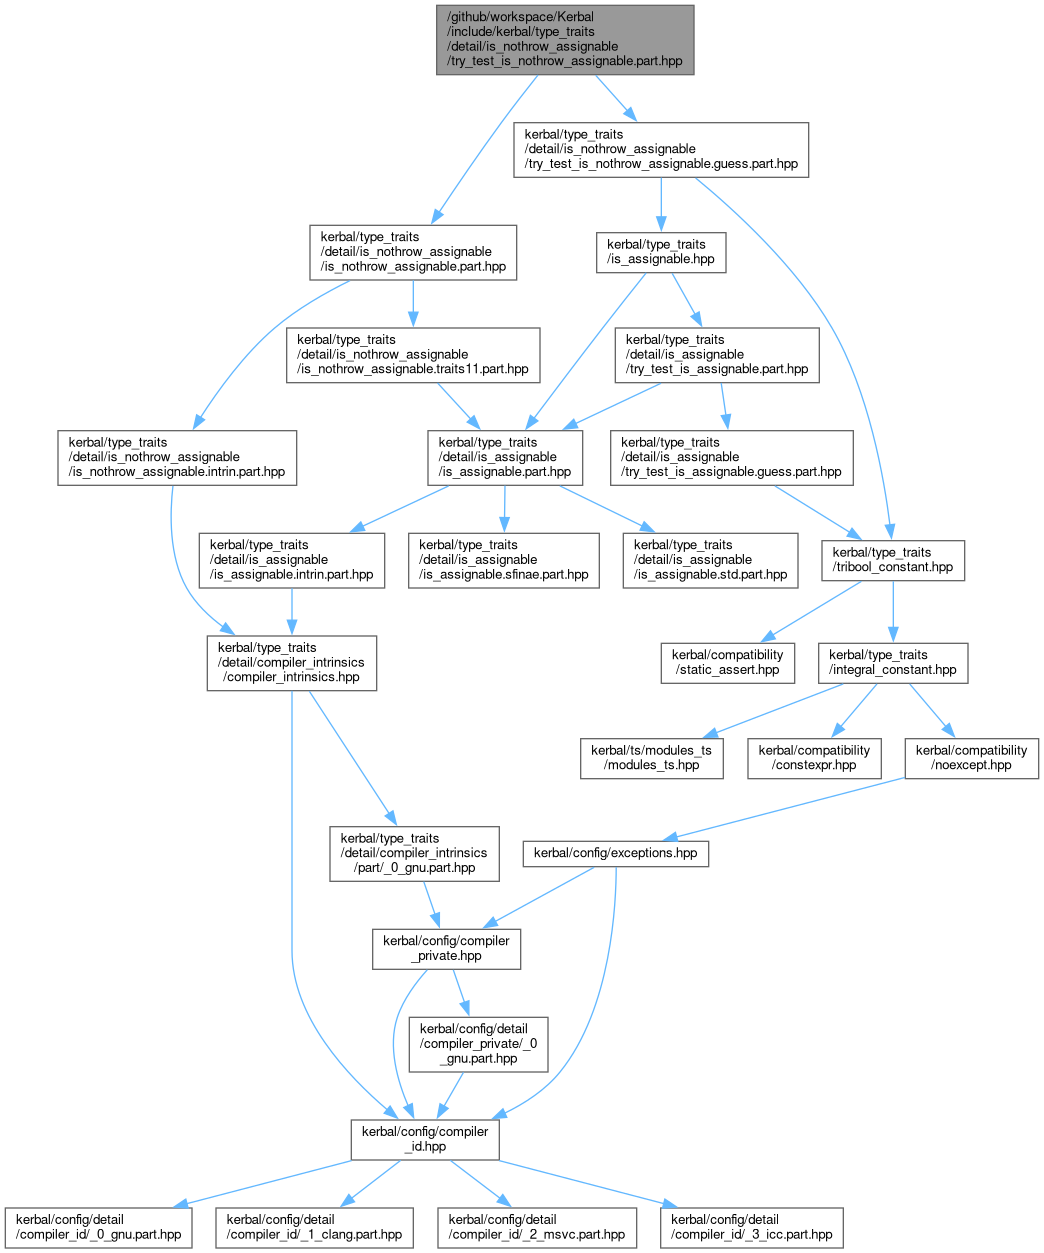 /github/workspace/Kerbal
/include/kerbal/type_traits
/detail/is_nothrow_assignable
/try_test_is_nothrow_assignable.part.hpp
kerbal/type_traits
/detail/is_nothrow_assignable
/try_test_is_nothrow_assignable.guess.part.hpp
kerbal/type_traits
/detail/is_nothrow_assignable
/is_nothrow_assignable.part.hpp
kerbal/type_traits
/is_assignable.hpp
kerbal/type_traits
/detail/is_nothrow_assignable
/is_nothrow_assignable.traits11.part.hpp
kerbal/type_traits
/detail/is_assignable
/try_test_is_assignable.part.hpp
kerbal/type_traits
/detail/is_nothrow_assignable
/is_nothrow_assignable.intrin.part.hpp
kerbal/type_traits
/detail/is_assignable
/is_assignable.part.hpp
kerbal/type_traits
/detail/is_assignable
/try_test_is_assignable.guess.part.hpp
kerbal/type_traits
/detail/is_assignable
/is_assignable.intrin.part.hpp
kerbal/type_traits
/detail/is_assignable
/is_assignable.sfinae.part.hpp
kerbal/type_traits
/detail/is_assignable
/is_assignable.std.part.hpp
kerbal/type_traits
/tribool_constant.hpp
kerbal/type_traits
/detail/compiler_intrinsics
/compiler_intrinsics.hpp
kerbal/compatibility
/static_assert.hpp
kerbal/type_traits
/integral_constant.hpp
kerbal/ts/modules_ts
/modules_ts.hpp
kerbal/compatibility
/constexpr.hpp
kerbal/compatibility
/noexcept.hpp
kerbal/type_traits
/detail/compiler_intrinsics
/part/_0_gnu.part.hpp
kerbal/config/exceptions.hpp
kerbal/config/compiler
_private.hpp
kerbal/config/detail
/compiler_private/_0
_gnu.part.hpp
kerbal/config/compiler
_id.hpp
kerbal/config/detail
/compiler_id/_0_gnu.part.hpp
kerbal/config/detail
/compiler_id/_1_clang.part.hpp
kerbal/config/detail
/compiler_id/_2_msvc.part.hpp
kerbal/config/detail
/compiler_id/_3_icc.part.hpp